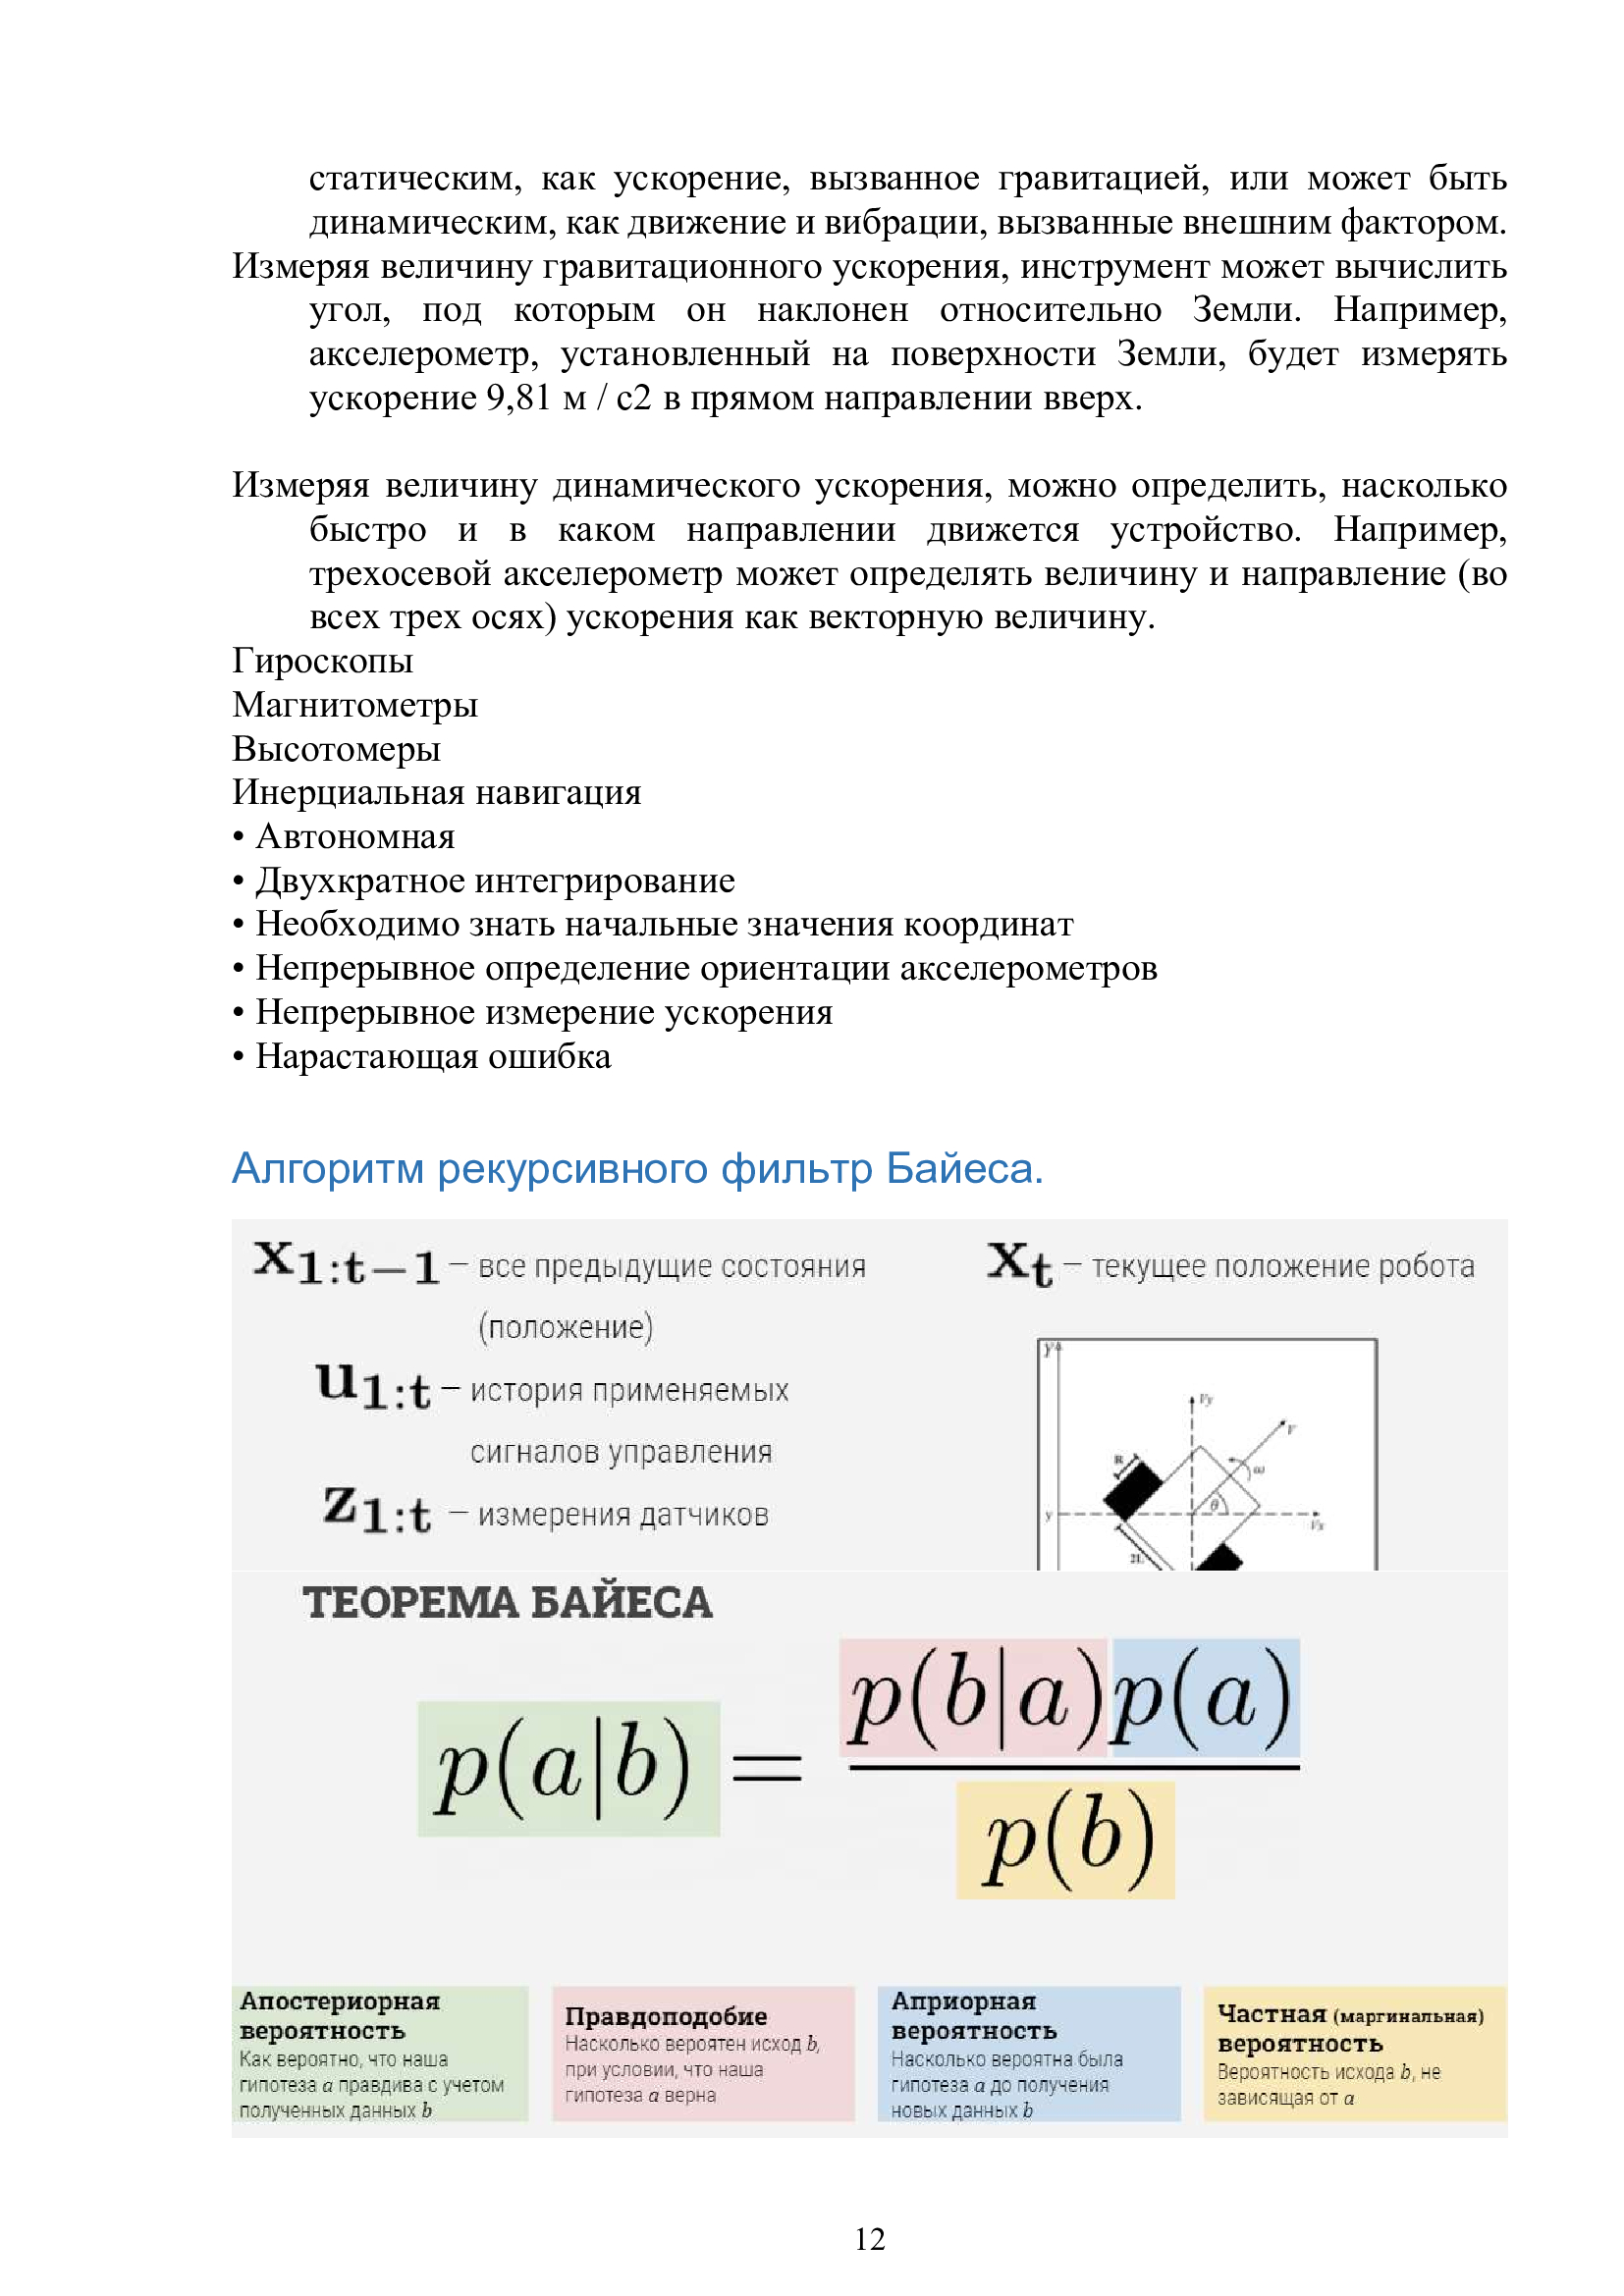 статическим, как ускорение, вызванное гравитацией, или может быть
динамическим, как движение и вибрации, вызванные внешним фактором.
Измеряя величину гравитационного ускорения, инструмент может вычислить
угол, под которым он наклонен относительно Земли. Например,
акселерометр, установленный на поверхности Земли, будет измерять
ускорение 9,81 м / с2 в прямом направлении вверх.
Измеряя величину динамического ускорения, можно определить, насколько
быстро и в каком направлении движется устройство. Например,
трехосевой акселерометр может определять величину и направление (во
всех трех осях) ускорения как векторную величину.
Гироскопы
Магнитометры
Высотомеры
Инерциальная навигация
• Автономная
• Двухкратное интегрирование
• Необходимо знать начальные значения координат
• Непрерывное определение ориентации акселерометров
• Непрерывное измерение ускорения
• Нарастающая ошибка
Алгоритм рекурсивного фильтр Байеса.
x1:t−1 – все предыдущие состояния
(положение)
u1:t – история применяемых
сигналов управления
z1:t – измерения датчиков
xt – текущее положение робота
Y
Vy
V
R
ω
θ
y
Vx
2L
ТЕОРЕМА БАЙЕСА
p(a|b) = p(b|a)p(a)
p(b)
Апостериорная
вероятность
Как вероятно, что наша
гипотеза a правдива с учетом
полученных данных b
Правдоподобие
Насколько вероятен исход b,
при условии, что наша
гипотеза a верна
Априорная
вероятность
Насколько вероятна была
гипотеза a до получения
новых данных b
Частная (маргинальная)
вероятность
Вероятность исхода b, не
зависящая от a
12